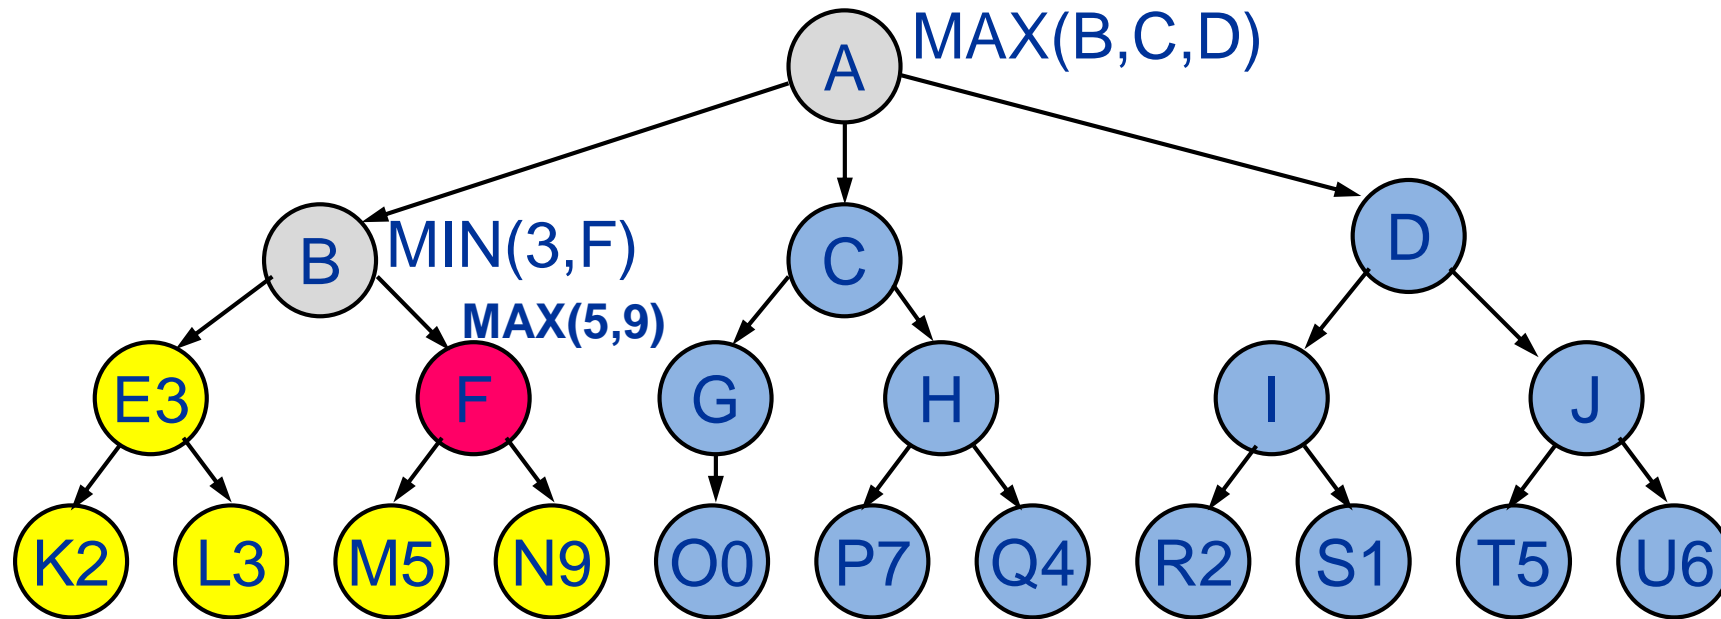 A
MAX(B,C,D)
B
MIN(3,F)
C
D
MAX(5,9)
E3
F
G
H
I
J
K2
L3
M5
N9
O0
P7
Q4
R2
S1
T5
U6